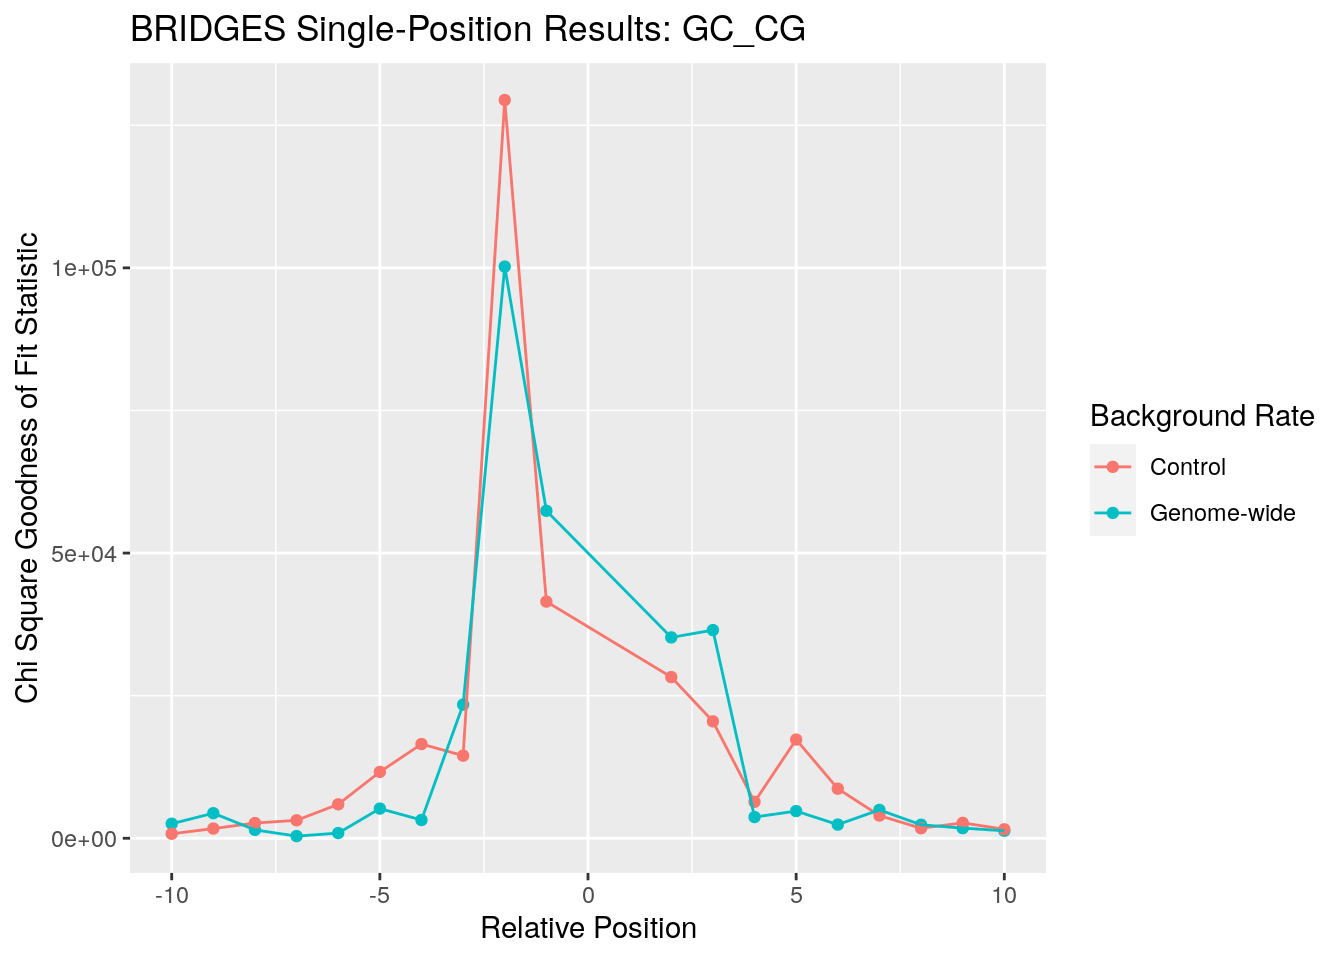 BRIDGES Single-Position Results: GC_CG
Chi Square Goodness of Fit Statistic
1e+05
5e+04
0e+00
-10
-5
0
5
10
Relative Position
Background Rate
Control
Genome-wide